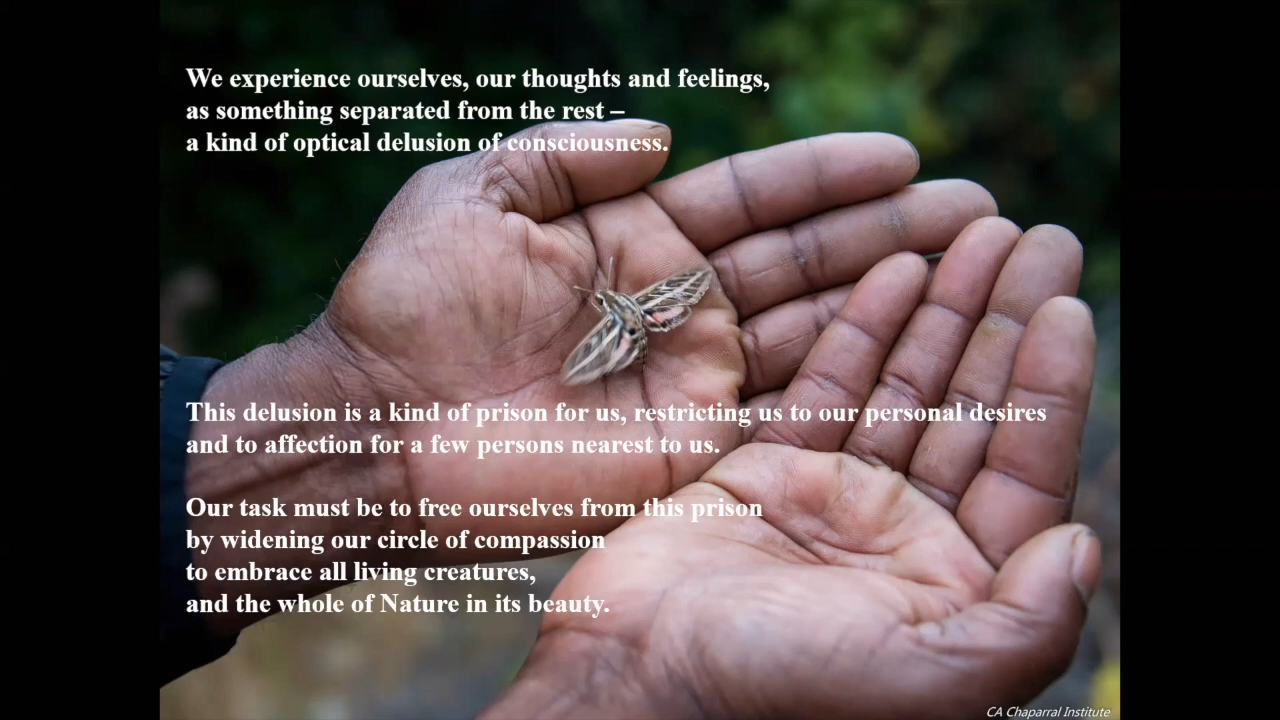 We experience ourselves, our thoughts and feelings,
as something separated from the rest –
a kind of optical delusion of consciousness.
This delusion is a kind of prison for us, restricting us to our personal desires
and to affection for a few persons nearest to us.
Our task must be to free ourselves from this prison
by widening our circle of compassion
to embrace all living creatures,
and the whole of Nature in its beauty.
CA Chaparral Institute